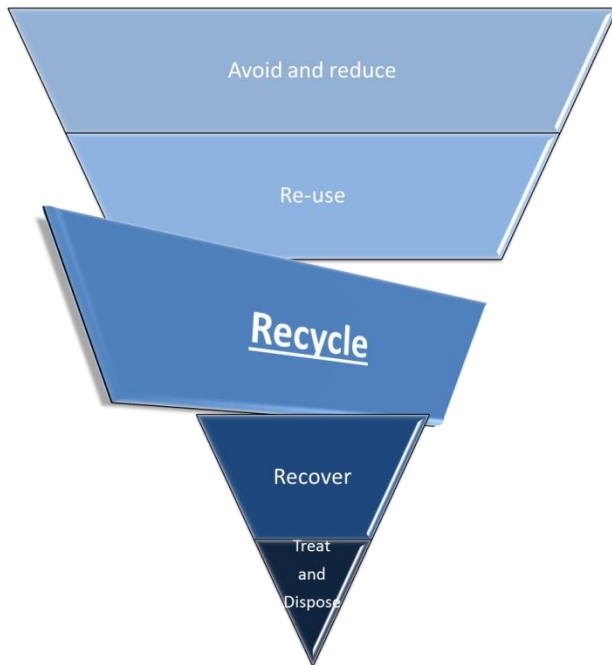 Avoid and reduce
Re-use
Recycle
Recover
Treat
and
Dispose